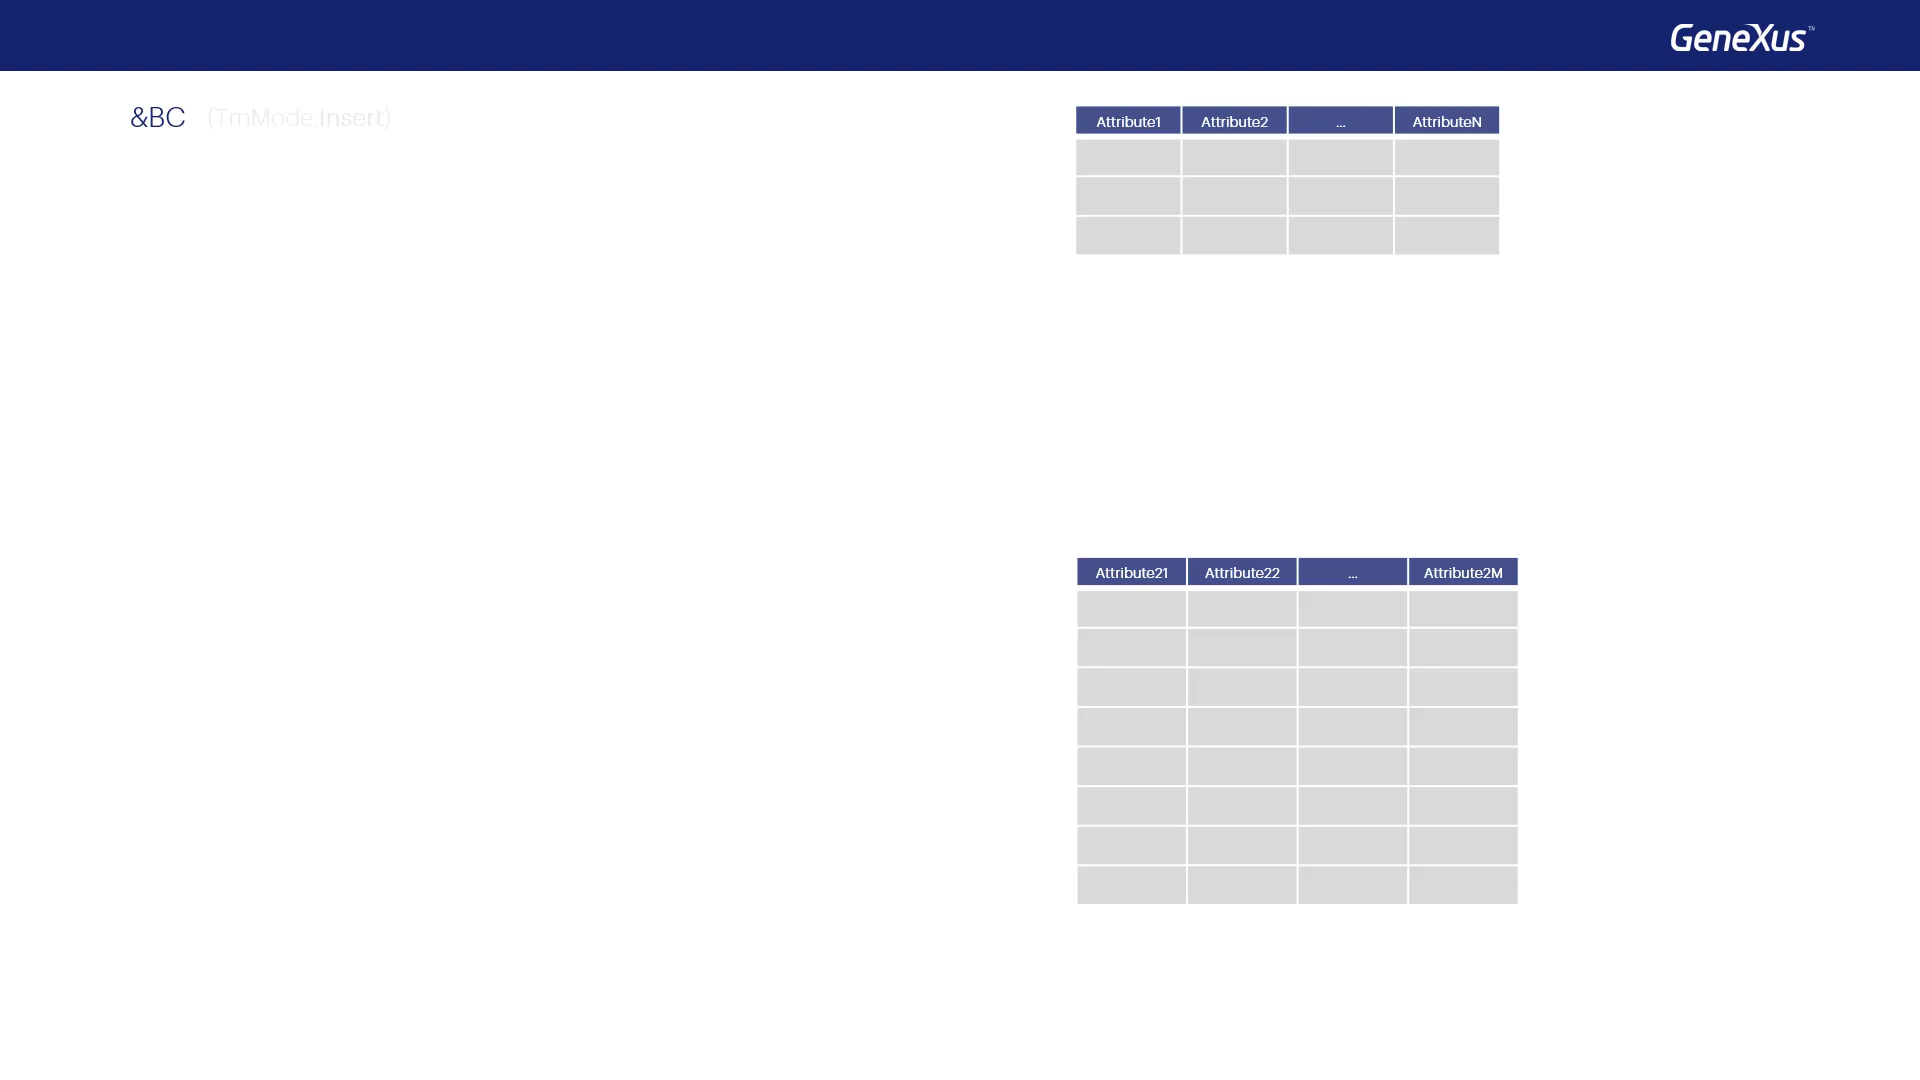 GeneXus™
&BC (TrnMode.Insert)
Attribute1 Attribute2 ... AttributeN
Attribute21 Attribute22 ... Attribute2M